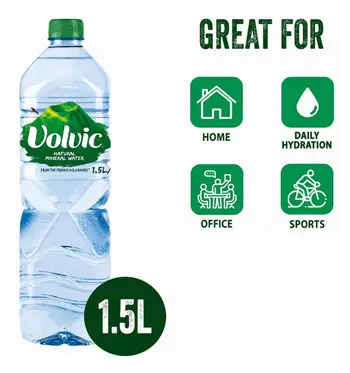 GREAT FOR
Volvic
NATURAL
MINERAL WATER
FROM THE FRENCH VOLCANOES
1.5L
HOME
DAILY
HYDRATION
OFFICE
SPORTS
1.5L